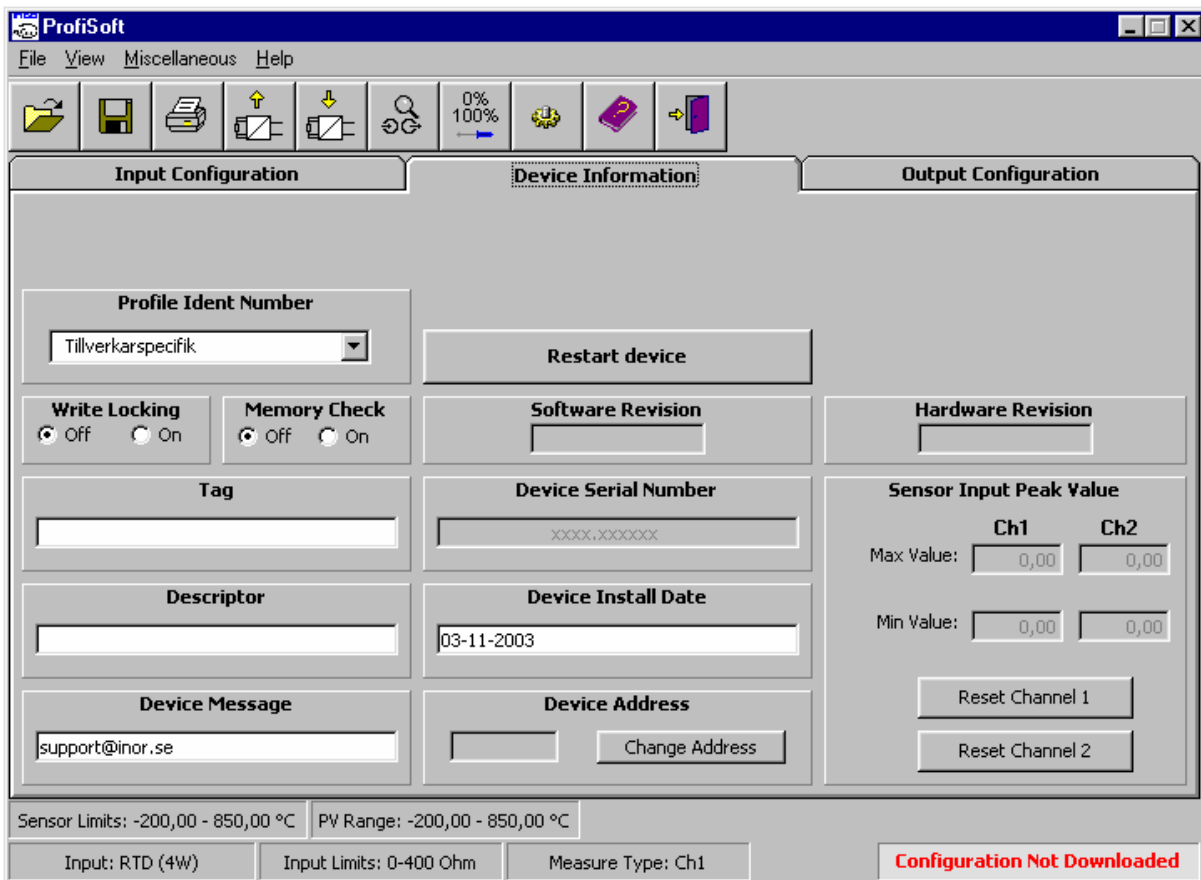 ProfiSoft
File View Miscellaneous Help
0%
100%
Input Configuration
Device Information
Output Configuration
Profile Ident Number
Tillverkarspecifik
Restart device
Write Locking
Off On
Memory Check
Off On
Software Revision
Hardware Revision
Tag
Device Serial Number
xxxx.xxxxxx
Sensor Input Peak Value
Ch1 Ch2
Max Value: 0,00 0,00
Min Value: 0,00 0,00
Descriptor
Device Install Date
03-11-2003
Device Message
support@inor.se
Device Address
Change Address
Reset Channel 1
Reset Channel 2
Sensor Limits: -200,00 - 850,00 °C
PV Range: -200,00 - 850,00 °C
Input: RTD (4W)
Input Limits: 0-400 Ohm
Measure Type: Ch1
Configuration Not Downloaded